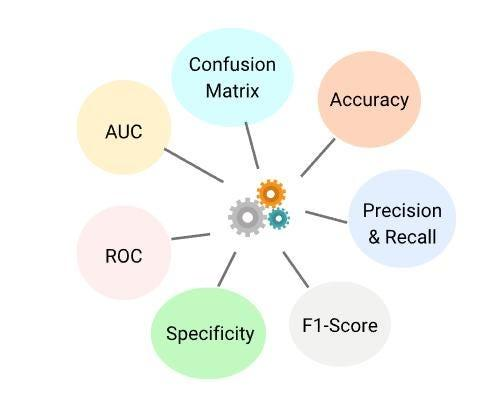 Confusion
Matrix
Accuracy
AUC
Precision
& Recall
ROC
F1-Score
Specificity